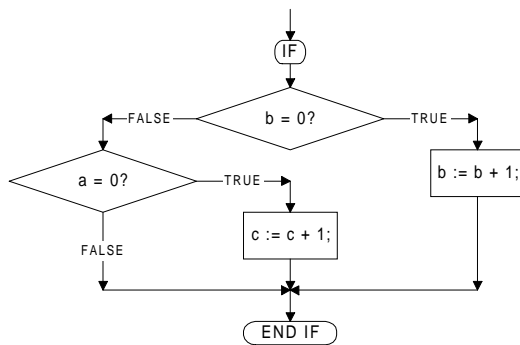 IF
b = 0?
FALSE
TRUE
a = 0?
TRUE
b := b + 1;
c := c + 1;
FALSE
END IF